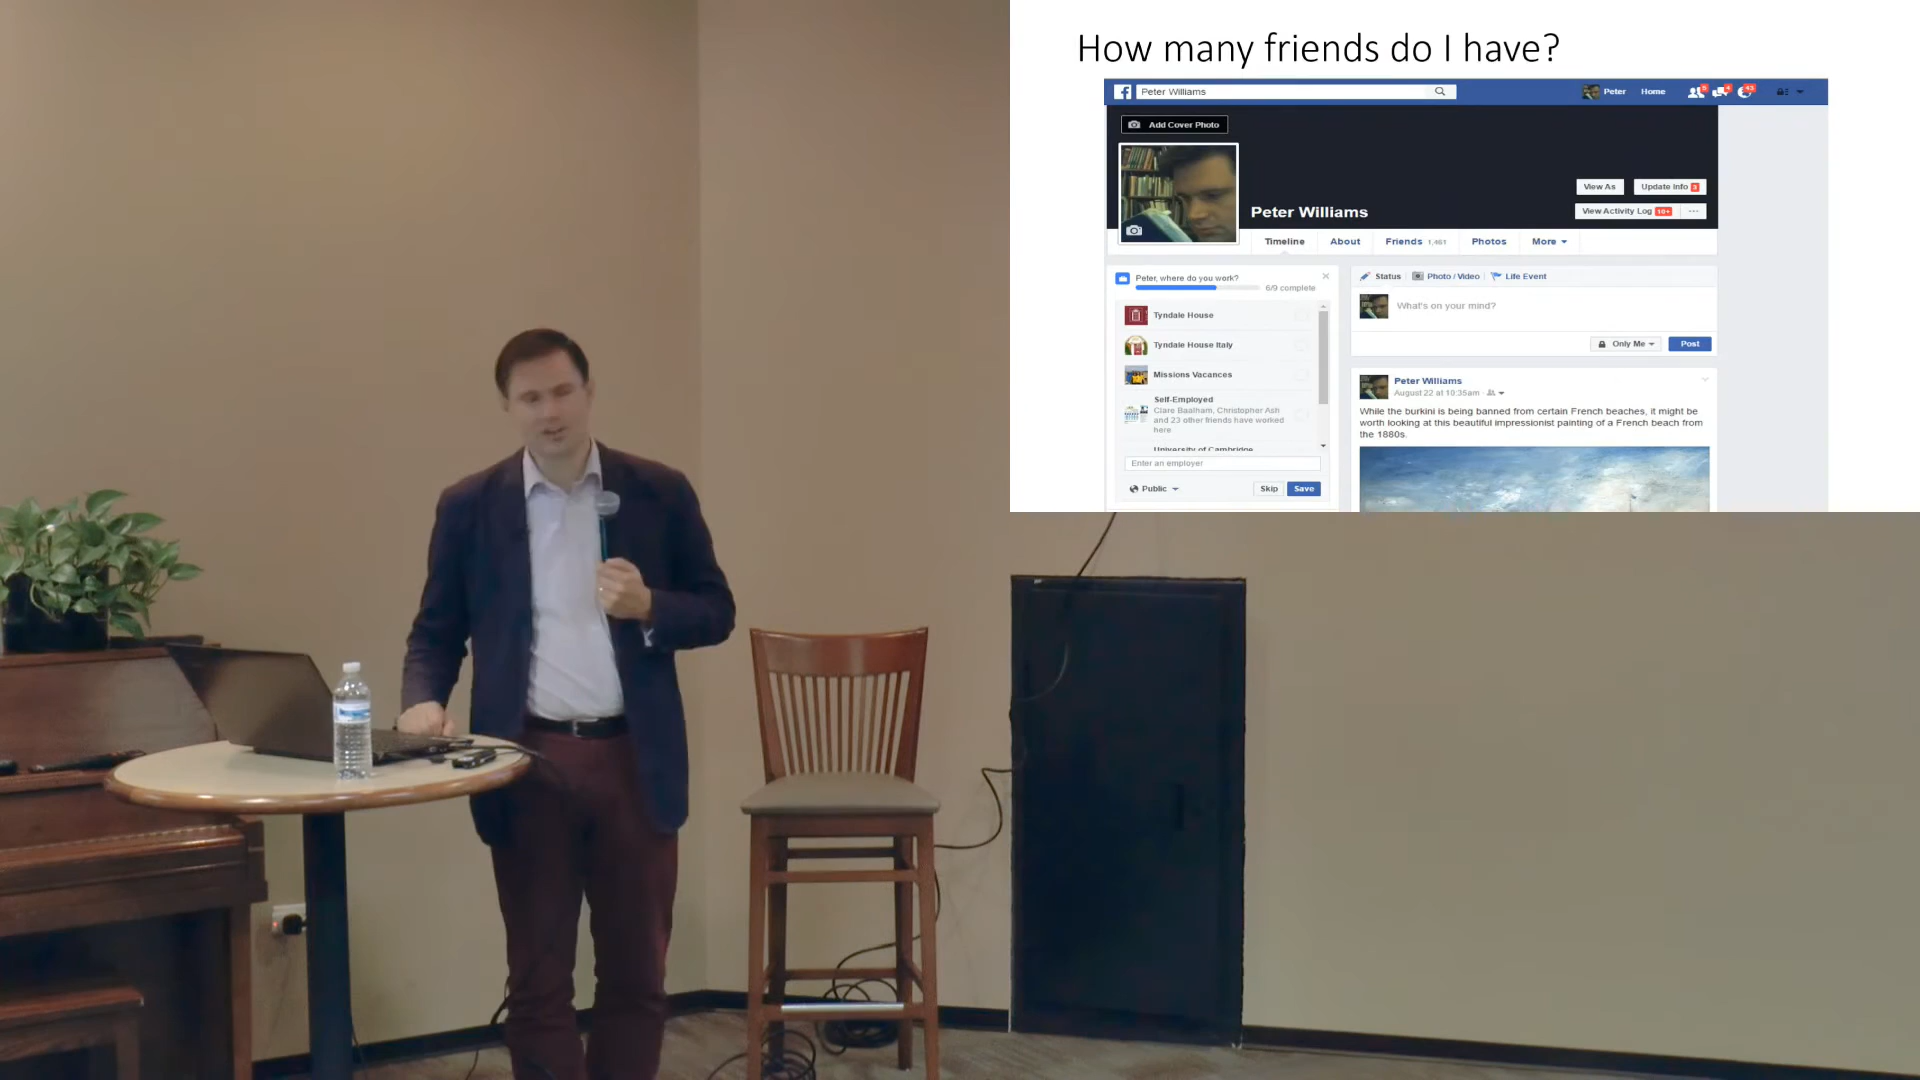 How many friends do I have?
Peter Williams
Peter Home
Add Cover Photo
View As Update Info 3
Peter Williams
View Activity Log 10+ ...
Timeline About Friends 1,461 Photos More
Peter, where do you work?
6/9 complete
Tyndale House
Tyndale House Italy
Missions Vacances
Self-Employed
Clare Baalham, Christopher Ash
and 23 other friends have worked
here
University of Cambridge
Enter an employer
Public Skip Save
Status Photo / Video Life Event
What's on your mind?
Only Me Post
Peter Williams
August 22 at 10:35am
While the burkini is being banned from certain French beaches, it might be
worth looking at this beautiful impressionist painting of a French beach from
the 1880s.